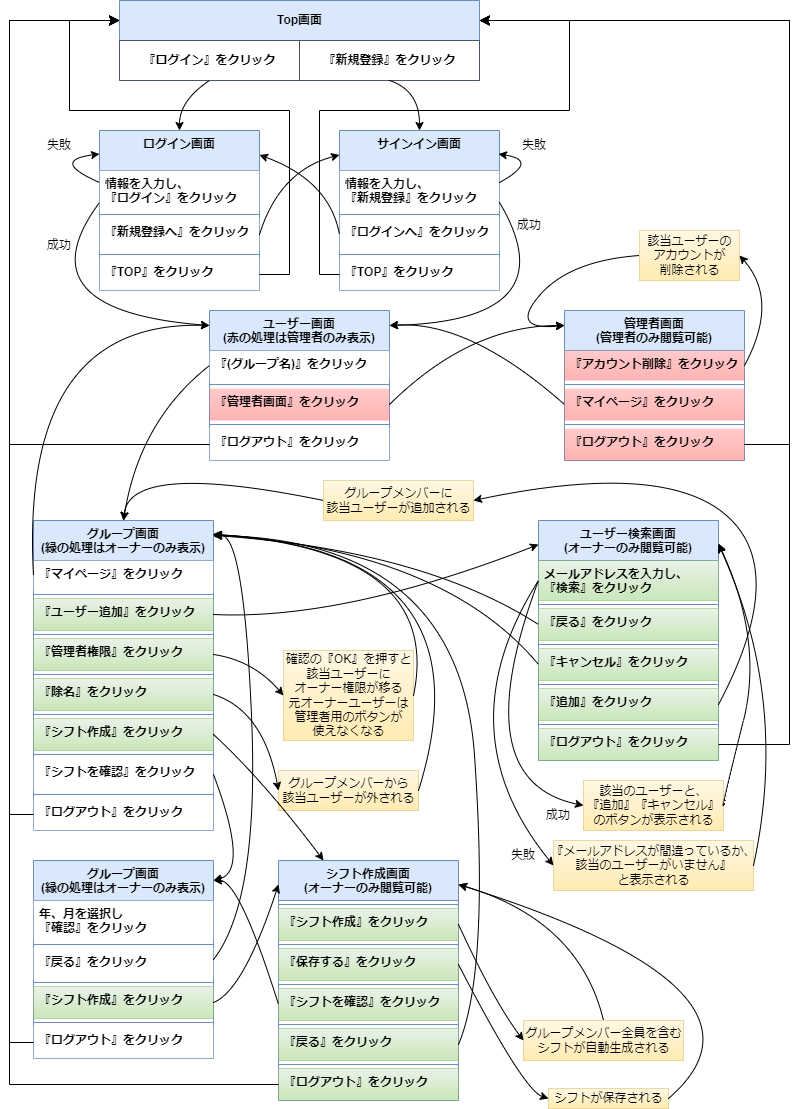 Top画面
『ログイン』をクリック
『新規登録』をクリック
ログイン画面
情報を入力し、
『ログイン』をクリック
『新規登録へ』をクリック
『TOP』をクリック
失敗
成功
サインイン画面
情報を入力し、
『新規登録』をクリック
『ログインへ』をクリック
『TOP』をクリック
失敗
成功
該当ユーザーの
アカウントが
削除される
ユーザー画面
(赤の処理は管理者のみ表示)
『(グループ名)』をクリック
『管理者画面』をクリック
『ログアウト』をクリック
管理者画面
(管理者のみ閲覧可能)
『アカウント削除』をクリック
『マイページ』をクリック
『ログアウト』をクリック
グループメンバーに
該当ユーザーが追加される
グループ画面
(緑の処理はオーナーのみ表示)
『マイページ』をクリック
『ユーザー追加』をクリック
『管理者権限』をクリック
『除名』をクリック
『シフト作成』をクリック
『シフトを確認』をクリック
『ログアウト』をクリック
確認の『OK』を押すと
該当ユーザーに
オーナー権限が移る
元オーナーユーザーは
管理者用のボタンが
使えなくなる
グループメンバーから
該当ユーザーが外される
ユーザー検索画面
(オーナーのみ閲覧可能)
メールアドレスを入力し、
『検索』をクリック
『戻る』をクリック
『キャンセル』をクリック
『追加』をクリック
『ログアウト』をクリック
成功
該当のユーザーと、
『追加』『キャンセル』
のボタンが表示される
失敗
『メールアドレスが間違っているか、
該当のユーザーがいません』
と表示される
グループ画面
(緑の処理はオーナーのみ表示)
年、月を選択し
『確認』をクリック
『戻る』をクリック
『シフト作成』をクリック
『ログアウト』をクリック
シフト作成画面
(オーナーのみ閲覧可能)
『シフト作成』をクリック
『保存する』をクリック
『シフトを確認』をクリック
『戻る』をクリック
『ログアウト』をクリック
グループメンバー全員を含む
シフトが自動生成される
シフトが保存される